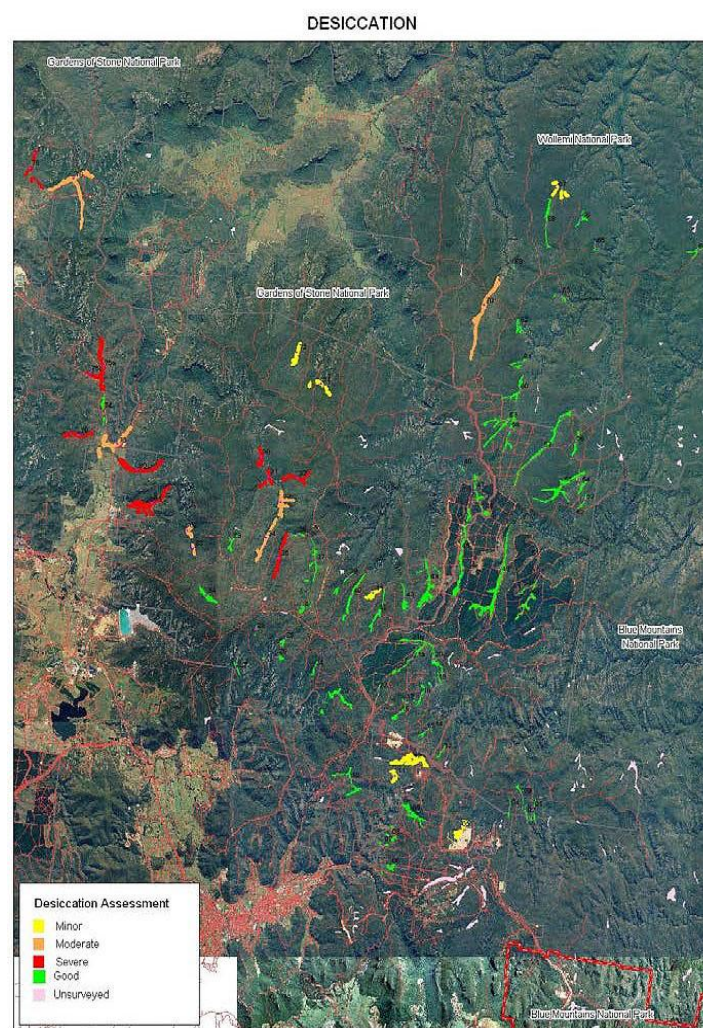 DESICCATION
Gardens of Stone National Park
Wollemi National Park
Gardens of Stone National Park
Blue Mountains
National Park
Desiccation Assessment
Minor
Moderate
Severe
Good
Unsurveyed
Blue Mountains National Park